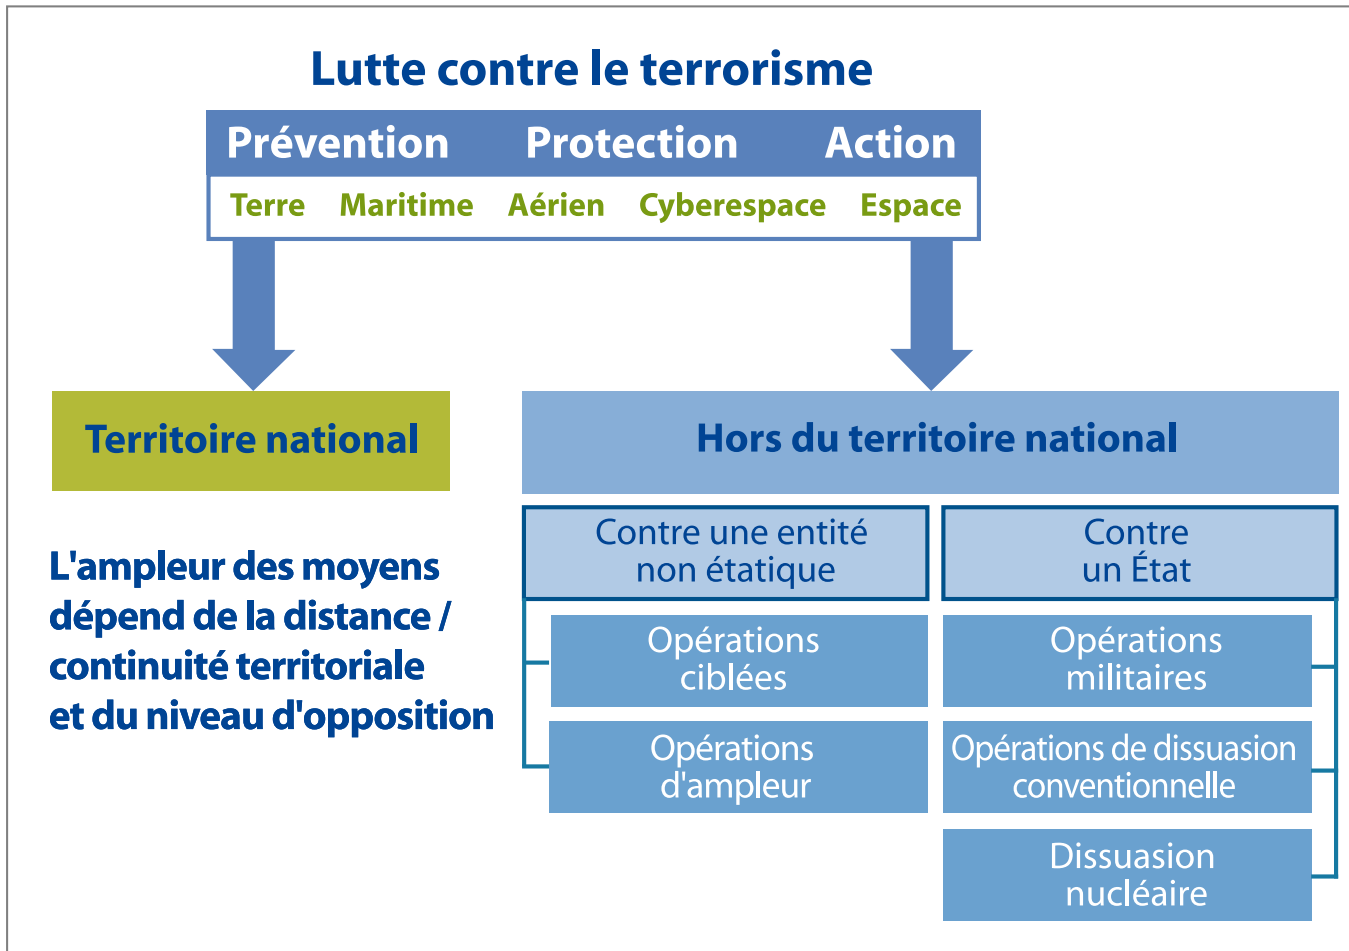 Lutte contre le terrorisme
Prévention Protection Action
Terre Maritime Aérien Cyberespace Espace
Territoire national
L'ampleur des moyens
dépend de la distance /
continuité territoriale
et du niveau d'opposition
Hors du territoire national
Contre une entité
non étatique
Opérations
ciblées
Opérations
d'ampleur
Contre
un État
Opérations
militaires
Opérations de dissuasion
conventionnelle
Dissuasion
nucléaire